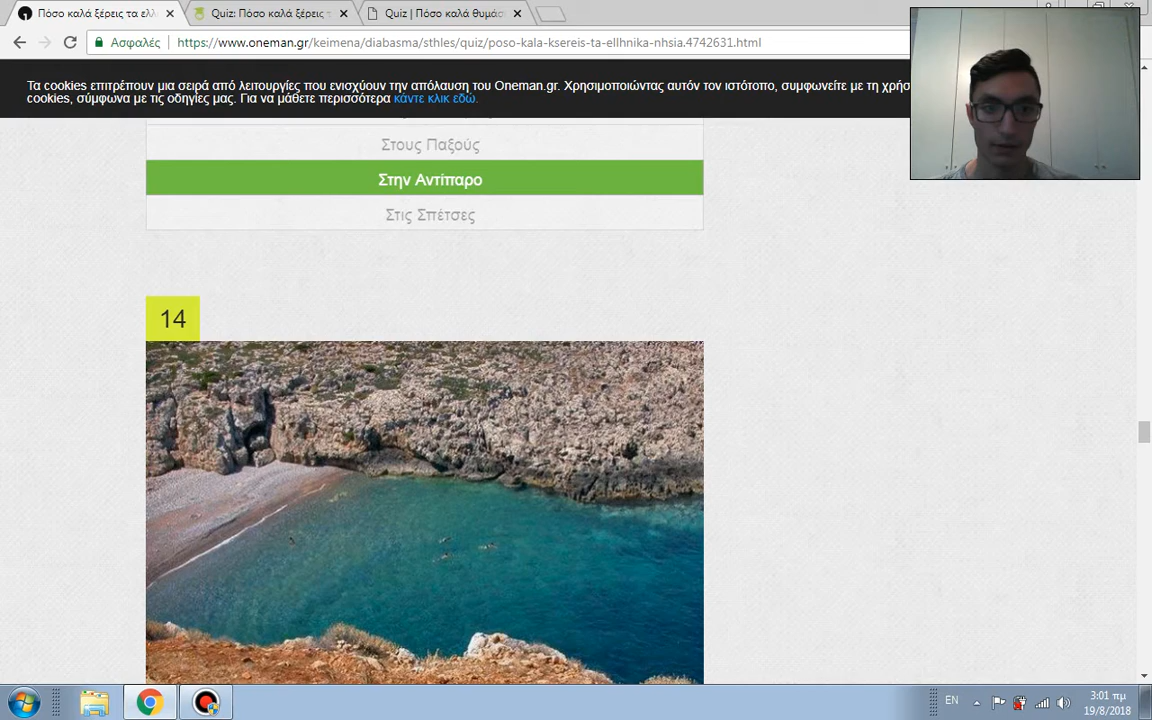 Πόσο καλά ξέρεις τα ελλ
Quiz: Πόσο καλά ξέρεις τ
Quiz | Πόσο καλά θυμάσα
Ασφαλές
https://www.oneman.gr/keimena/diabasma/sthles/quiz/poso-kala-ksereis-ta-ellhnika-nhsia.4742631.html
Τα cookies επιτρέπουν μια σειρά από λειτουργίες που ενισχύουν την απόλαυση του Oneman.gr. Χρησιμοποιώντας αυτόν τον ιστότοπο, συμφωνείτε με τη χρήσ
cookies, σύμφωνα με τις οδηγίες μας. Για να μάθετε περισσότερα κάντε κλικ εδώ.
Στους Παξούς
Στην Αντίπαρο
Στις Σπέτσες
14
EN
3:01 πμ
19/8/2018